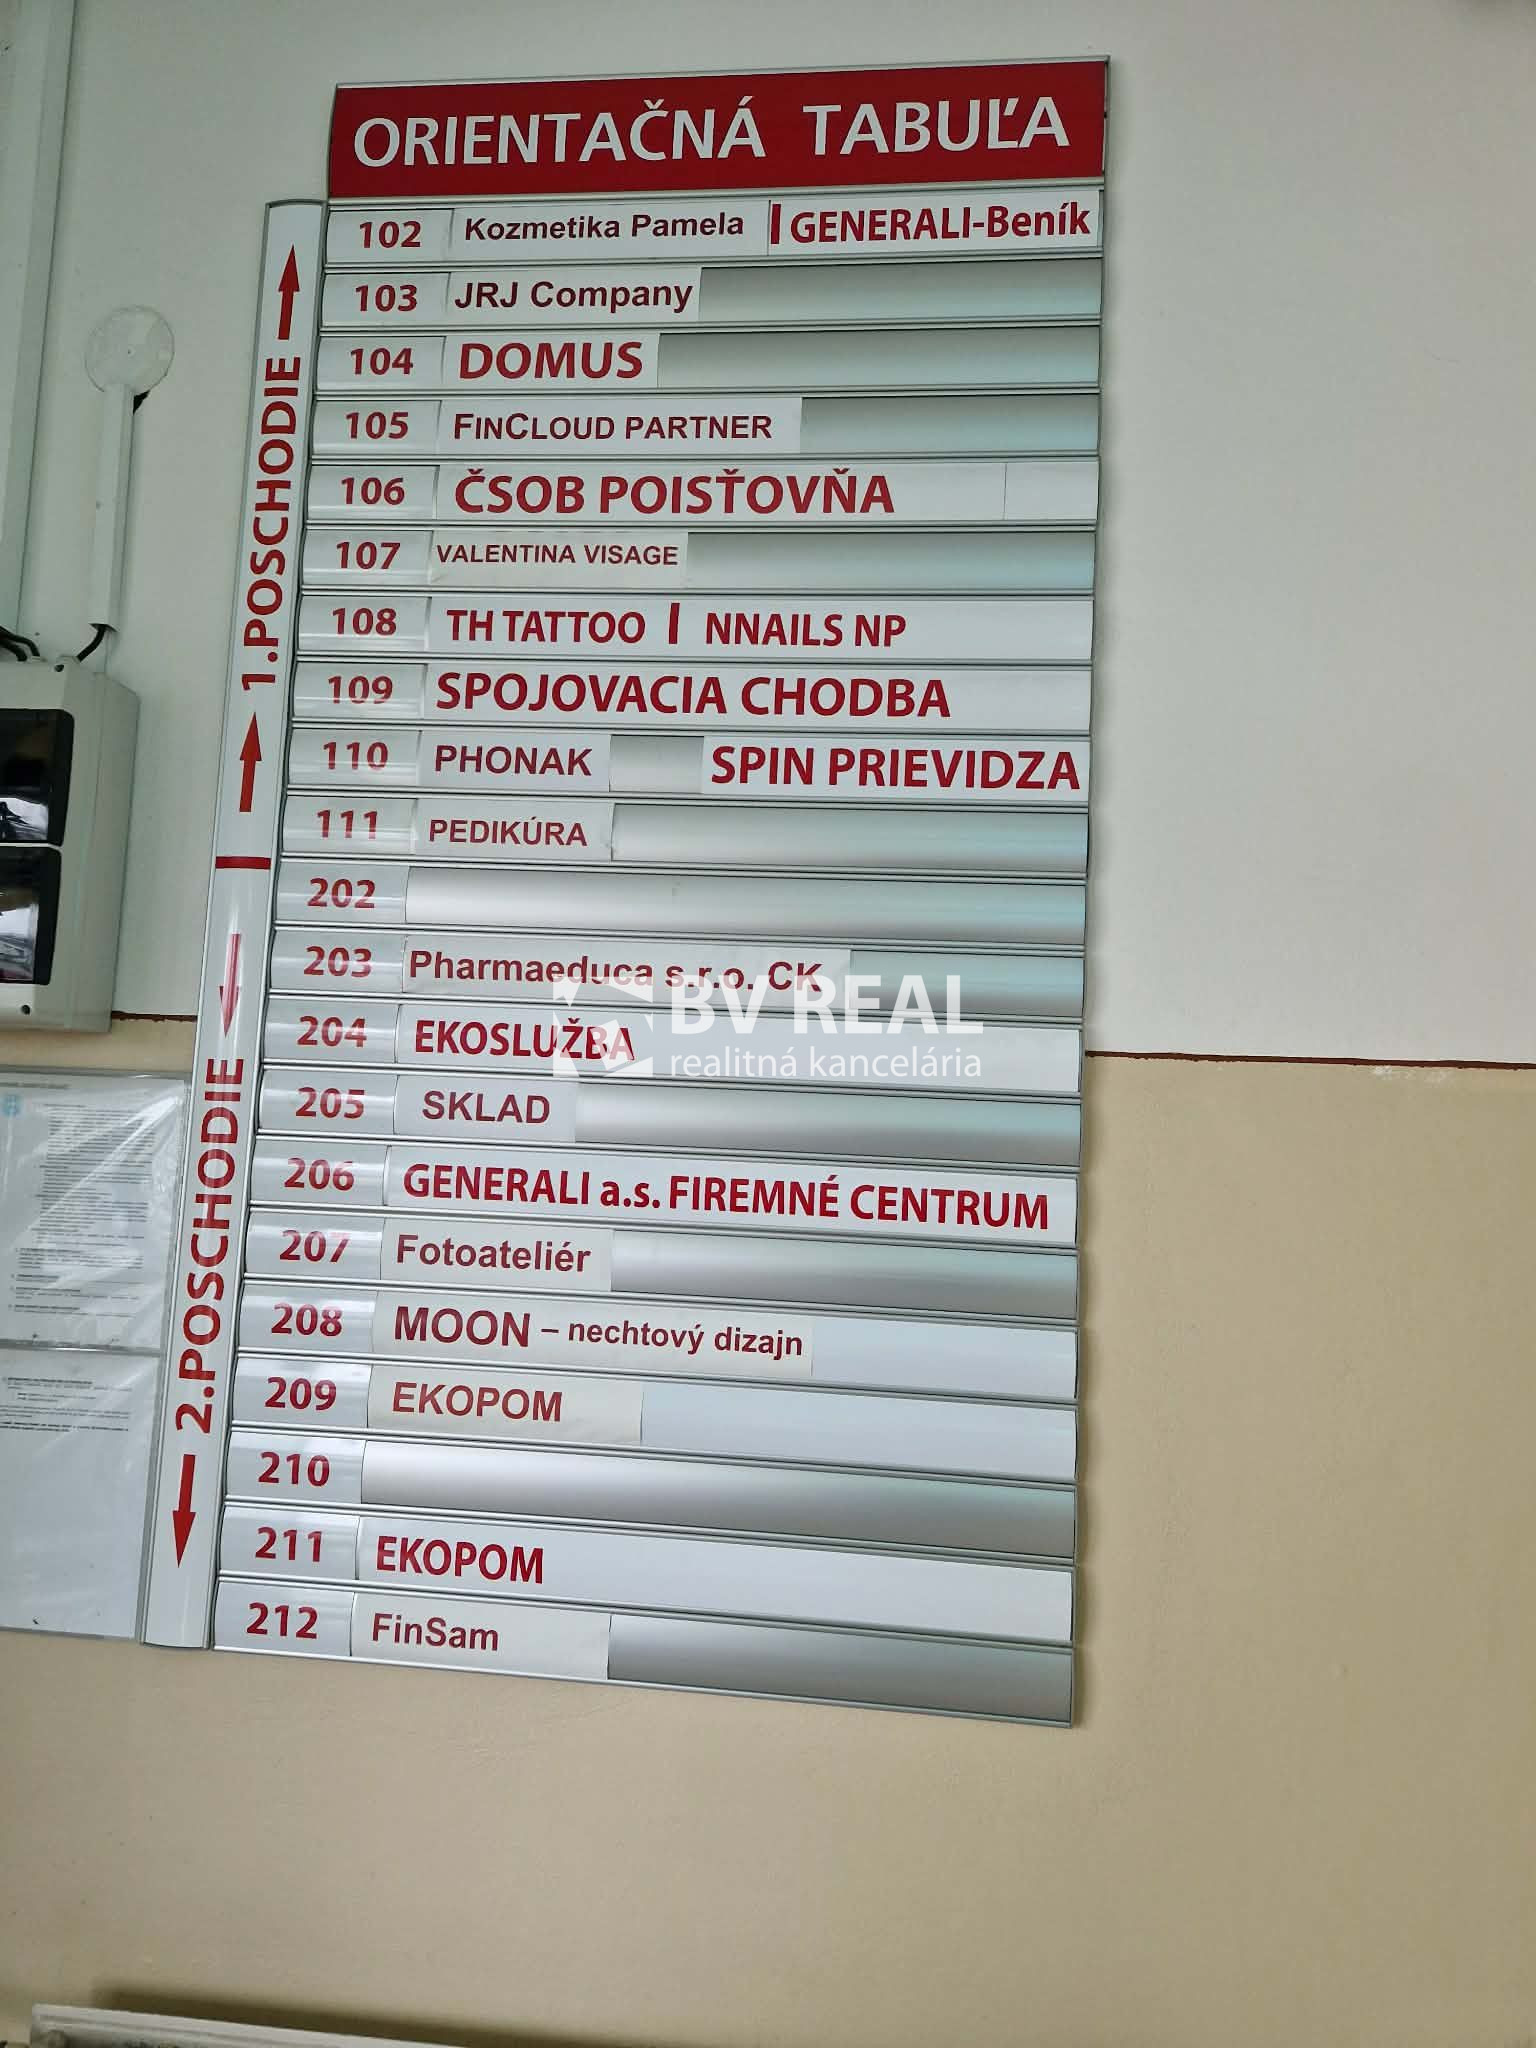 ORIENTAČNÁ TABUĽA
1.POSCHODIE
102 Kozmetika Pamela | GENERALI-Beník
103 JRJ Company
104 DOMUS
105 FINCLOUD PARTNER
106 ČSOB POISŤOVŇA
107 VALENTINA VISAGE
108 TH TATTOO | NNAILS NP
109 SPOJOVACIA CHODBA
110 PHONAK SPIN PRIEVIDZA
111 PEDIKÚRA
2.POSCHODIE
202
203 Pharmaeduca s.r.o. CK
204 EKOSLUŽBA
205 SKLAD
206 GENERALI a.s. FIREMNÉ CENTRUM
207 Fotoateliér
208 MOON – nechtový dizajn
209 EKOPOM
210
211 EKOPOM
212 FinSam
BV REAL
realitná kancelária